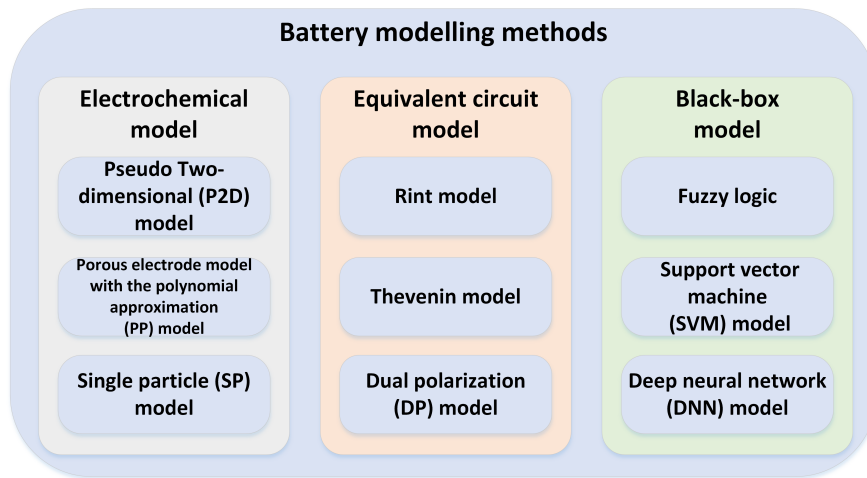 Battery modelling methods
Electrochemical
model
Pseudo Two-
dimensional (P2D)
model
Porous electrode model
with the polynomial
approximation
(PP) model
Single particle (SP)
model
Equivalent circuit
model
Rint model
Thevenin model
Dual polarization
(DP) model
Black-box
model
Fuzzy logic
Support vector
machine
(SVM) model
Deep neural network
(DNN) model